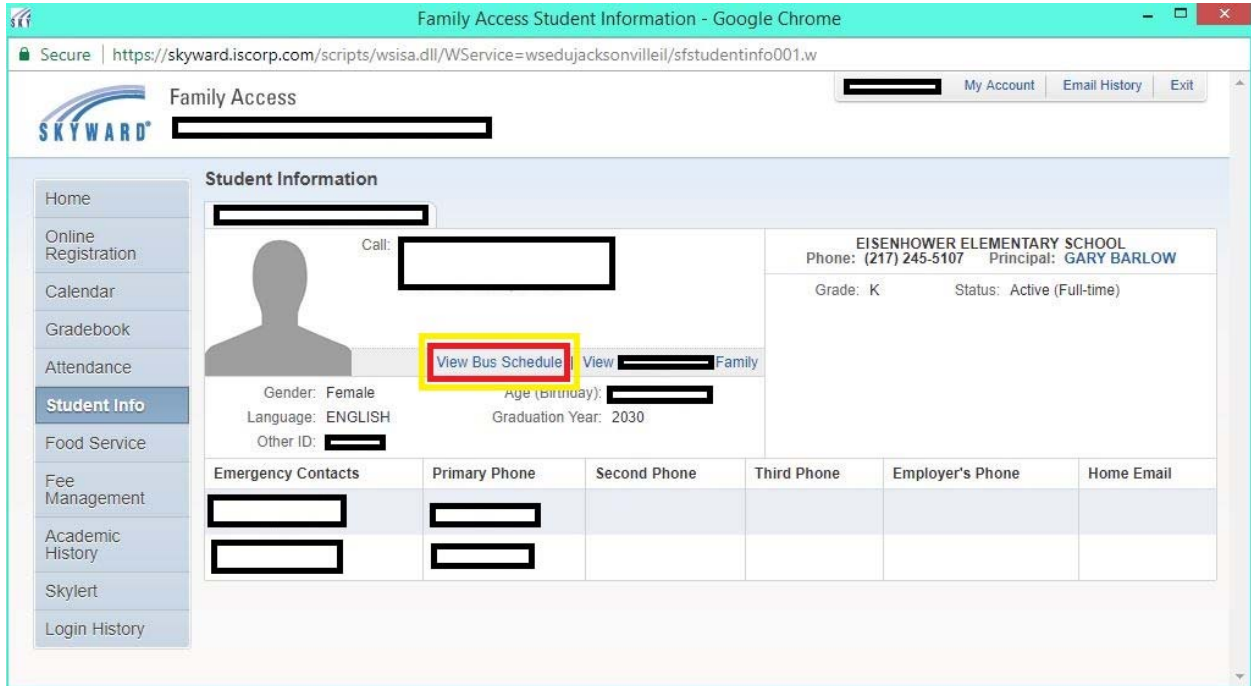 Family Access Student Information - Google Chrome
Secure | https://skyward.iscorp.com/scripts/wsisa.dll/WService=wsedujacksonvilleil/sfstudentinfo001.w
My Account Email History Exit
Family Access
SKYWARD®
Student Information
Home
Online
Registration
Calendar
Gradebook
Attendance
Student Info
Food Service
Fee
Management
Academic
History
Skylert
Login History
Call:
View Bus Schedule | View Family
EISENHOWER ELEMENTARY SCHOOL
Phone: (217) 245-5107 Principal: GARY BARLOW
Grade: K Status: Active (Full-time)
Gender: Female Age (Birthday):
Language: ENGLISH Graduation Year: 2030
Other ID:
Emergency Contacts Primary Phone Second Phone Third Phone Employer's Phone Home Email